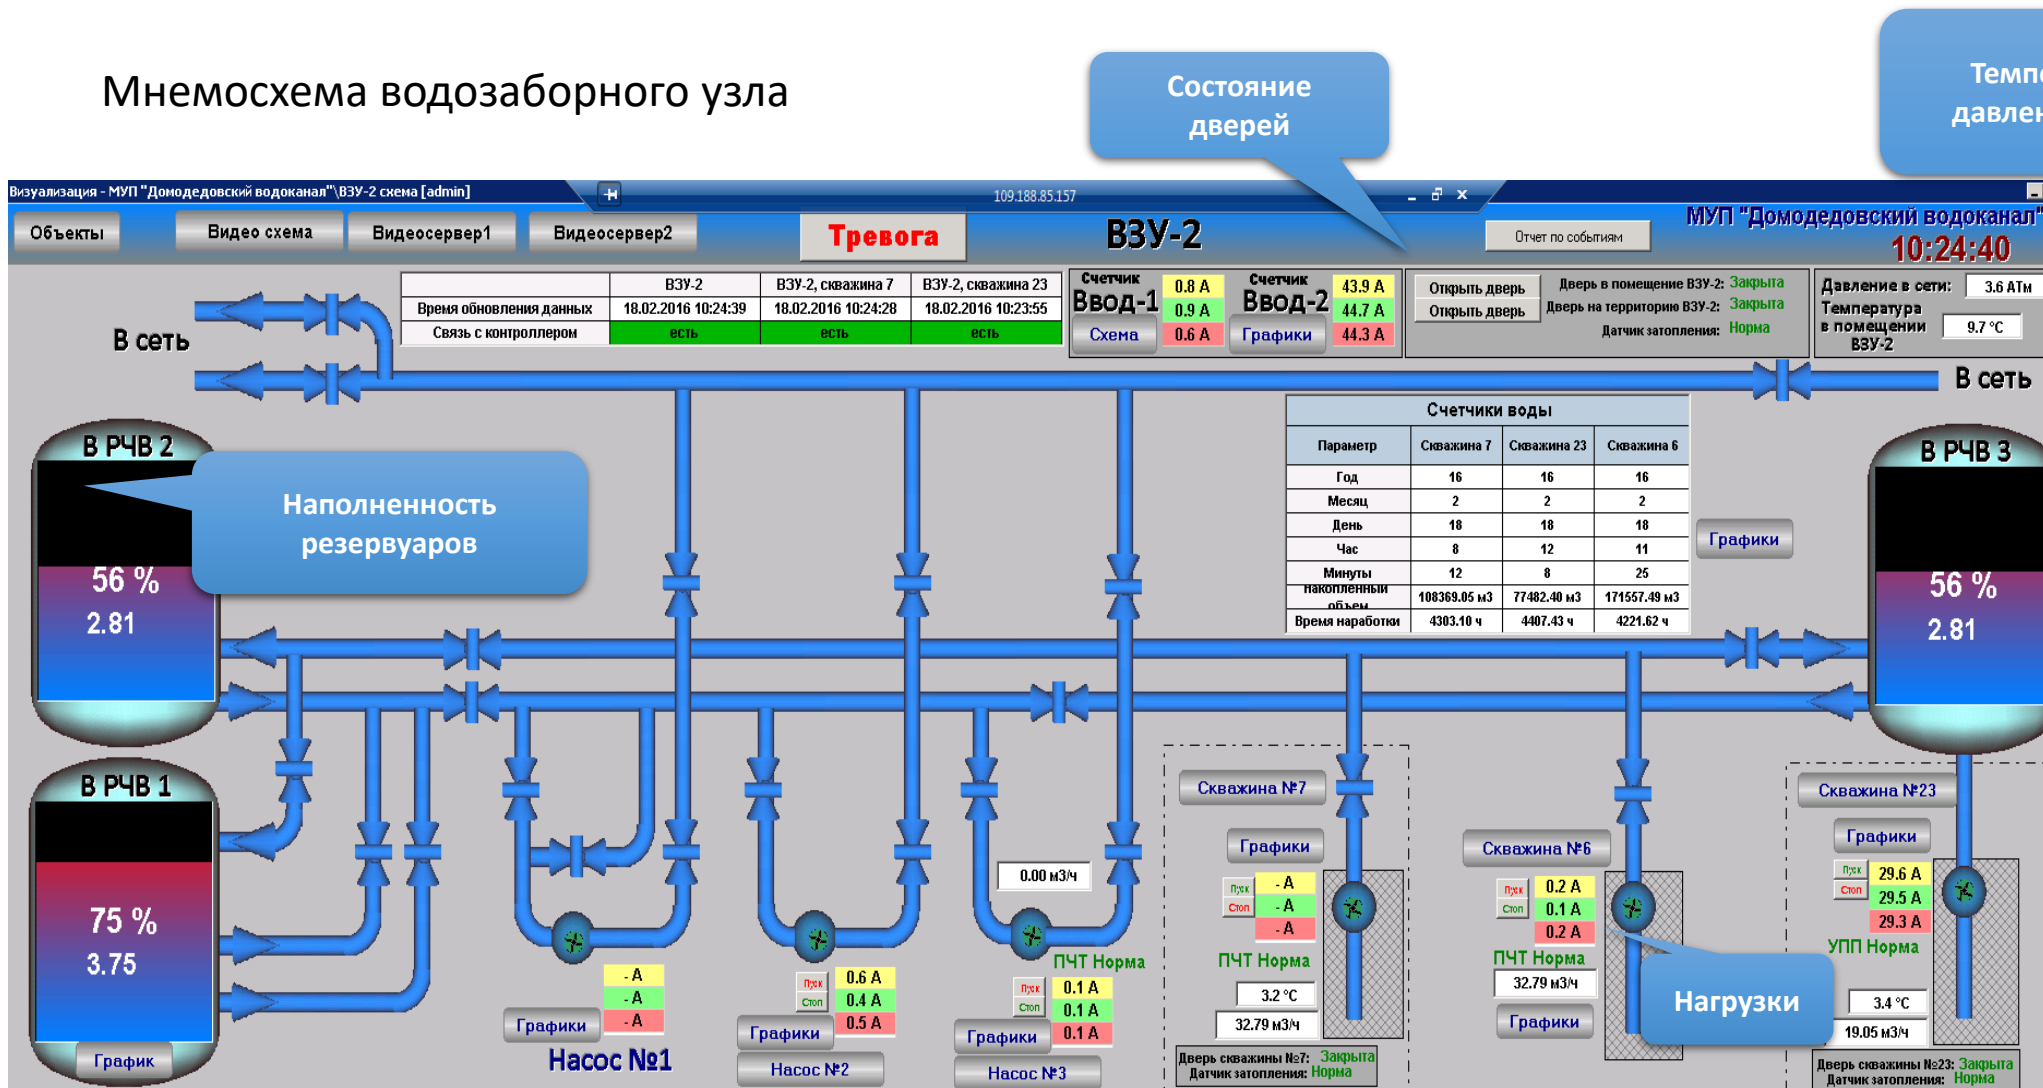 Мнемосхема водозаборного узла
Состояние
дверей
Визуализация - МУП "Домодедовский водоканал"\ВЗУ-2 схема [admin]
109.188.85.157
Объекты
Видео схема
Видеосервер1
Видеосервер2
Тревога
ВЗУ-2
Отчет по событиям
МУП "Домодедовский водоканал"
10:24:40
ВЗУ-2 ВЗУ-2, скважина 7 ВЗУ-2, скважина 23
Время обновления данных 18.02.2016 10:24:39 18.02.2016 10:24:28 18.02.2016 10:23:55
Связь с контроллером есть есть есть
Счетчик
Ввод-1
Схема
0.8 A
0.9 A
0.6 A
Счетчик
Ввод-2
Графики
43.9 A
44.7 A
44.3 A
Открыть дверь Дверь в помещение ВЗУ-2: Закрыта
Открыть дверь Дверь на территорию ВЗУ-2: Закрыта
Датчик затопления: Норма
Давление в сети: 3.6 АТм
Температура
в помещении 9.7 °C
ВЗУ-2
В сеть
В сеть
Счетчики воды
Параметр Скважина 7 Скважина 23 Скважина 6
Год 16 16 16
Месяц 2 2 2
День 18 18 18
Час 8 12 11
Минуты 12 8 25
Накопленный
объем 108369.05 м3 77482.40 м3 171557.49 м3
Время наработки 4303.10 ч 4407.43 ч 4221.62 ч
Графики
В РЧВ 2
56 %
2.81
Наполненность
резервуаров
В РЧВ 3
56 %
2.81
В РЧВ 1
75 %
3.75
График
- A
- A
- A
Графики
Насос №1
Пуск
Стоп
0.6 A
0.4 A
0.5 A
Графики
Насос №2
0.00 м3/ч
ПЧТ Норма
Пуск
Стоп
0.1 A
0.1 A
0.1 A
Графики
Насос №3
Скважина №7
Графики
Пуск
Стоп
- A
- A
- A
ПЧТ Норма
3.2 °C
32.79 м3/ч
Дверь скважины №7: Закрыта
Датчик затопления: Норма
Скважина №6
Пуск
Стоп
0.2 A
0.1 A
0.2 A
ПЧТ Норма
32.79 м3/ч
Графики
Нагрузки
Скважина №23
Графики
Пуск
Стоп
29.6 A
29.5 A
29.3 A
УПП Норма
3.4 °C
19.05 м3/ч
Дверь скважины №23: Закрыта
Датчик затопления: Норма